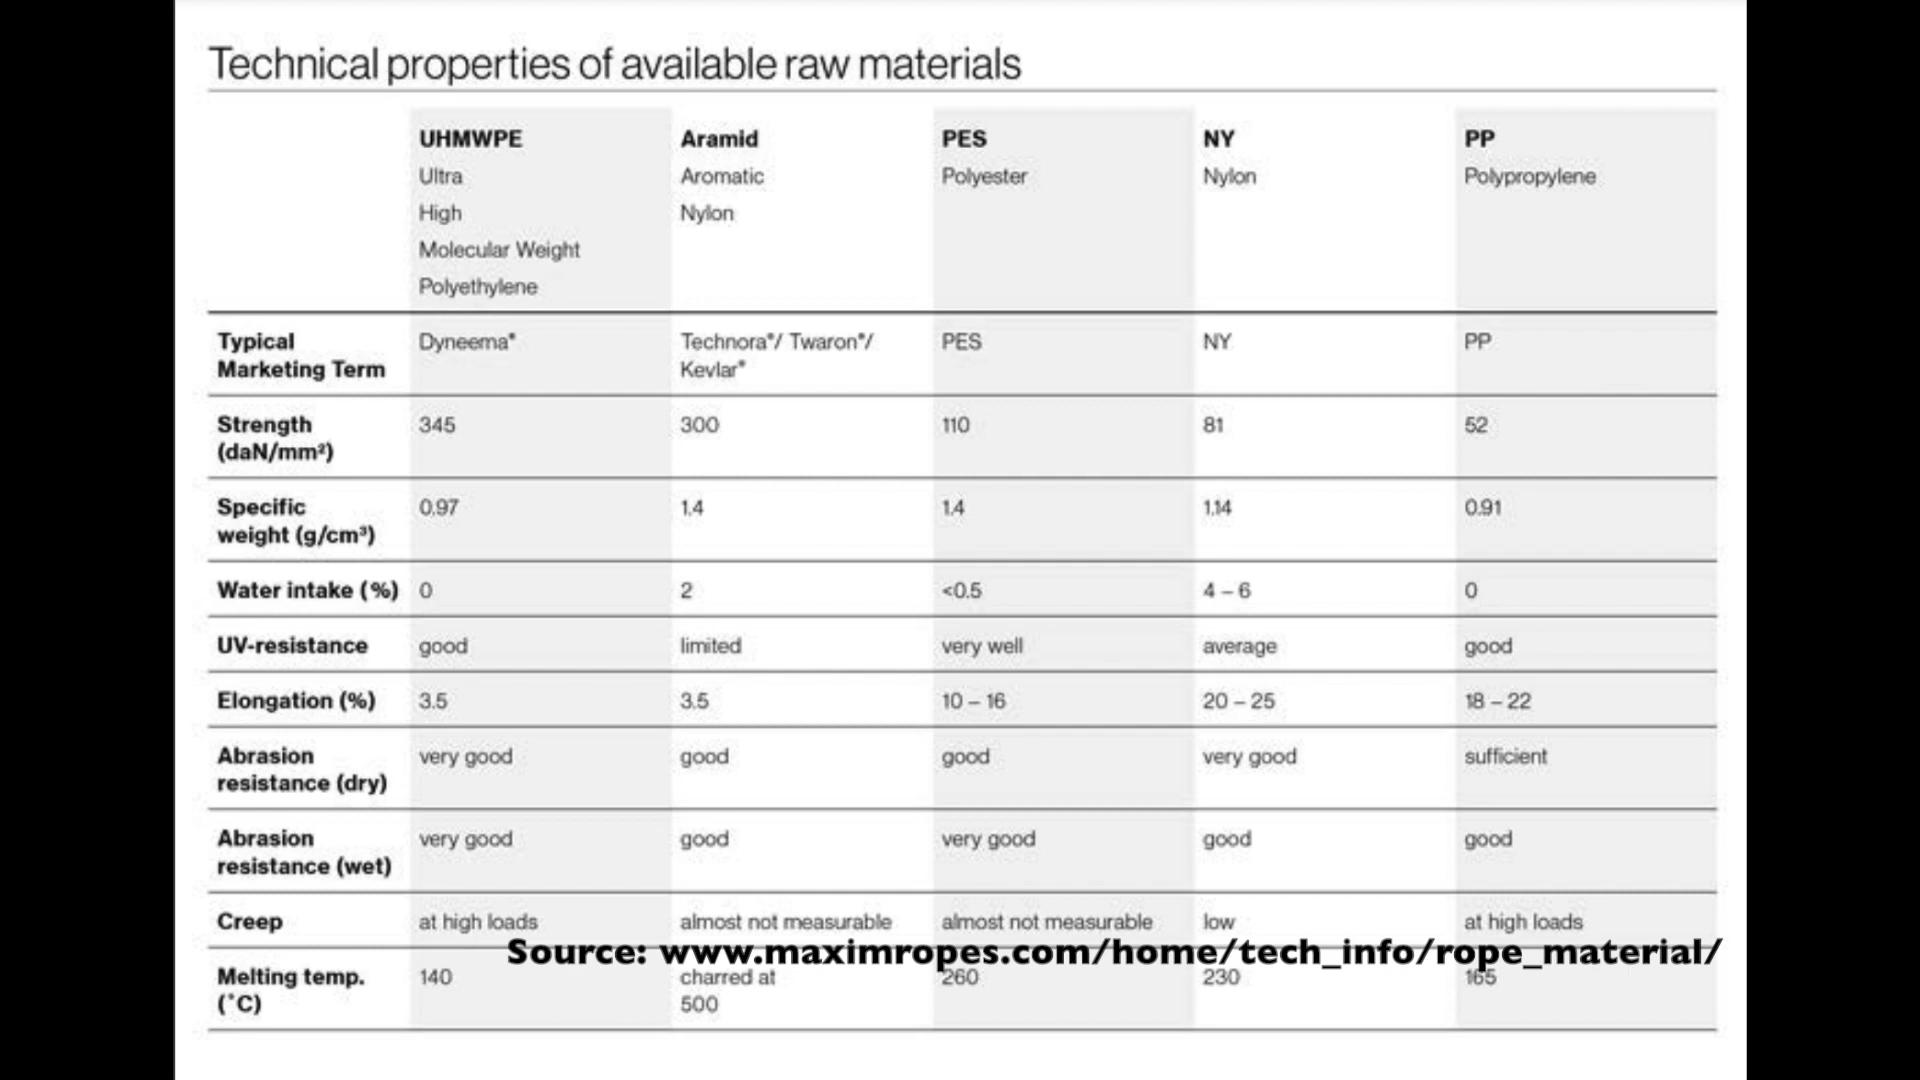 Technical properties of available raw materials
UHMWPE Aramid PES NY PP
Ultra Aromatic Polyester Nylon Polypropylene
High Nylon
Molecular Weight
Polyethylene
Typical Dyneema® Technora®/ Twaron®/ PES NY PP
Marketing Term Kevlar®
Strength 345 300 110 81 52
(daN/mm²)
Specific 0.97 1.4 1.4 1.14 0.91
weight (g/cm³)
Water intake (%) 0 2 <0.5 4 – 6 0
UV-resistance good limited very well average good
Elongation (%) 3.5 3.5 10 – 16 20 – 25 18 – 22
Abrasion very good good good very good sufficient
resistance (dry)
Abrasion very good good very good good good
resistance (wet)
Creep at high loads almost not measurable almost not measurable low at high loads
Source: www.maximropes.com/home/tech_info/rope_material/
Melting temp. 140 charred at 260 230 165
(˚C) 500